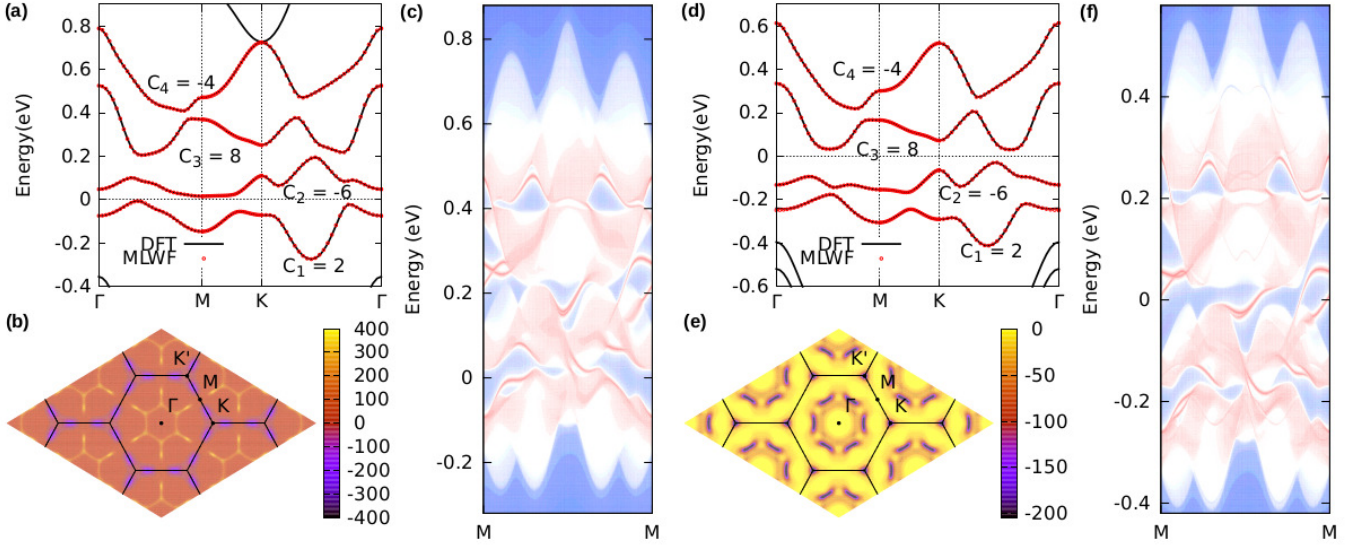 (a)
Energy(eV)
0.8
0.6
0.4
0.2
0
-0.2
-0.4
C4 = -4
C3 = 8
C2 = -6
C1 = 2
DFT
MLWF
Γ M K Γ
(b)
K'
M
Γ
K
400
300
200
100
0
-100
-200
-300
-400
(c)
Energy (eV)
0.8
0.6
0.4
0.2
0
-0.2
M M
(d)
Energy(eV)
0.6
0.4
0.2
0
-0.2
-0.4
-0.6
C4 = -4
C3 = 8
C2 = -6
C1 = 2
DFT
MLWF
Γ M K Γ
(e)
K'
M
Γ
K
0
-50
-100
-150
-200
(f)
Energy (eV)
0.4
0.2
0
-0.2
-0.4
M M